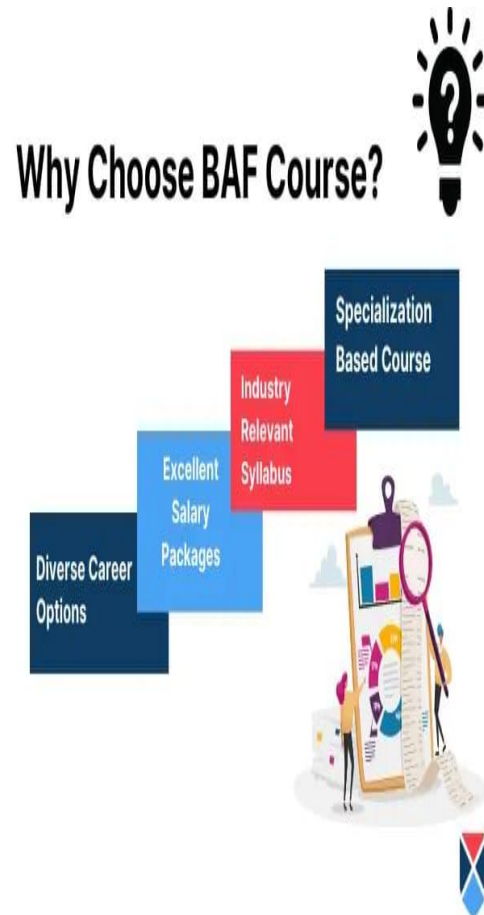 Why Choose BAF Course?
Specialization
Based Course
Industry
Relevant
Syllabus
Excellent
Salary
Packages
Diverse Career
Options